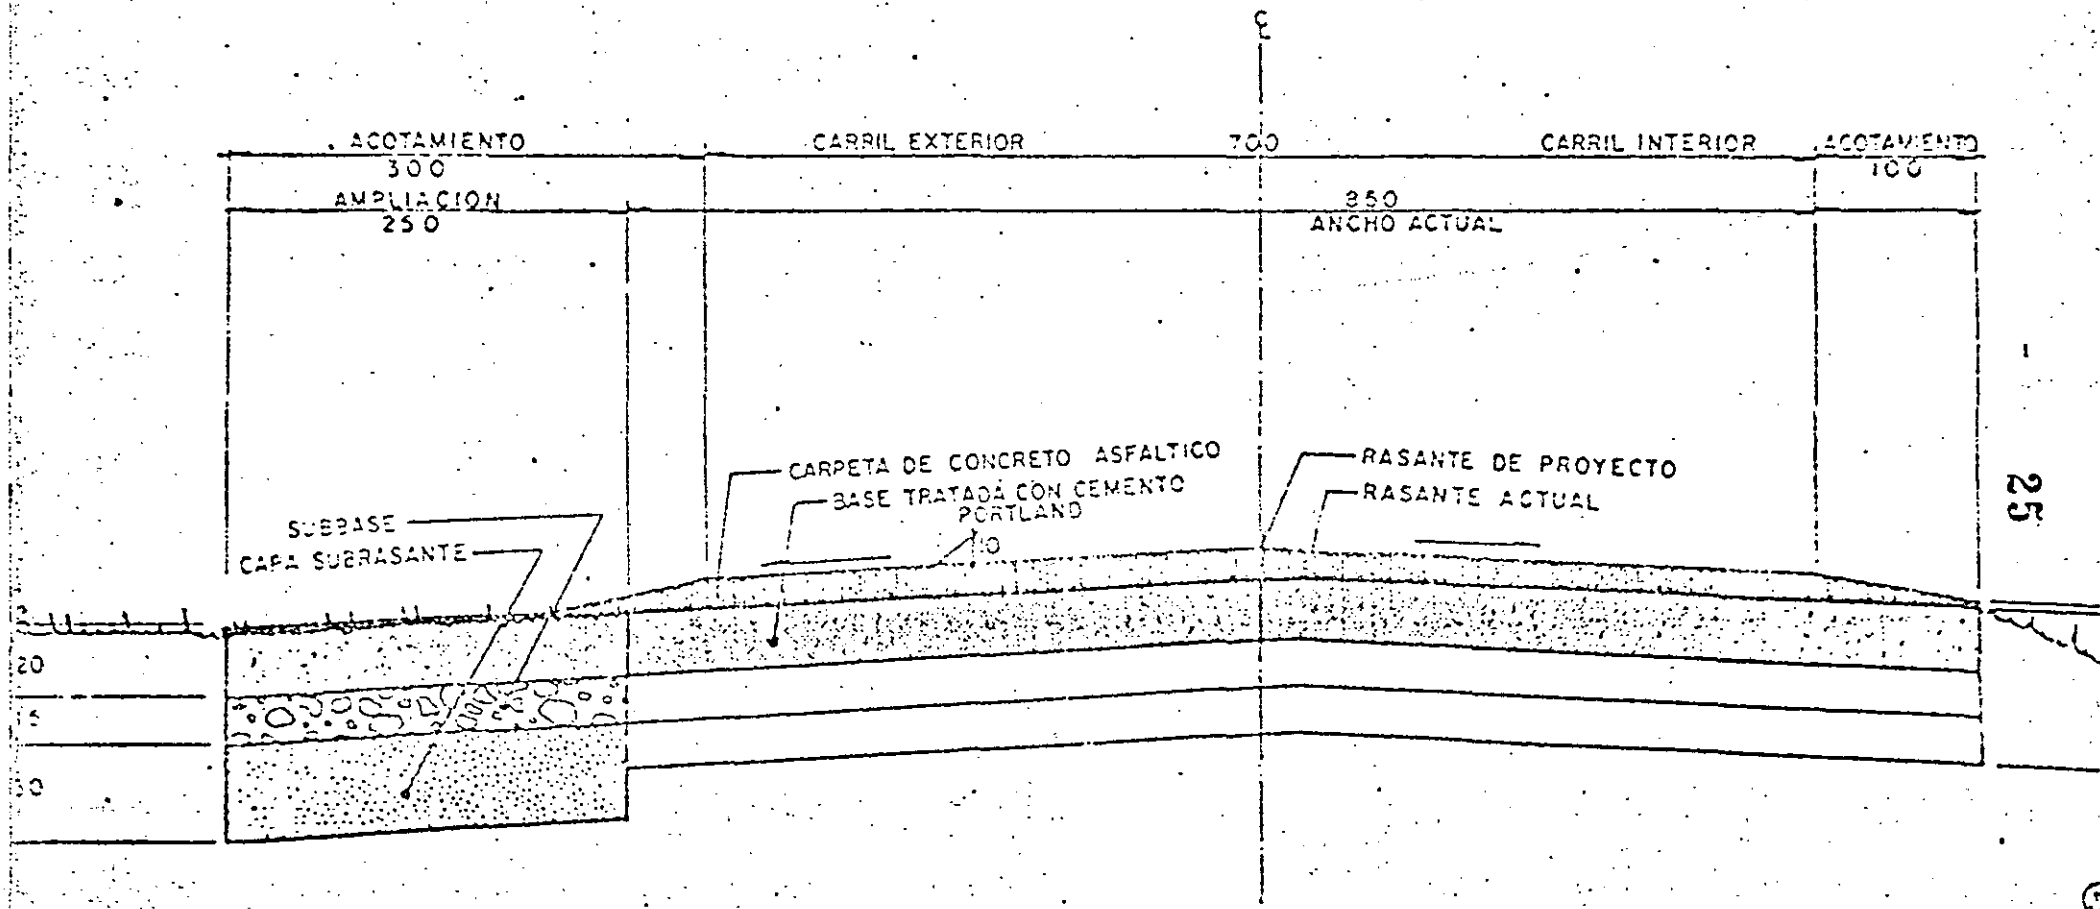 ACOTAMIENTO
300
CARRIL EXTERIOR
700
CARRIL INTERIOR
ACOTAMIENTO
100
AMPLIACION
250
850
ANCHO ACTUAL
CARPETA DE CONCRETO ASFALTICO
BASE TRATADA CON CEMENTO
PORTLAND
10
RASANTE DE PROYECTO
RASANTE ACTUAL
SUBBASE
CAPA SUBRASANTE
20
15
30
25